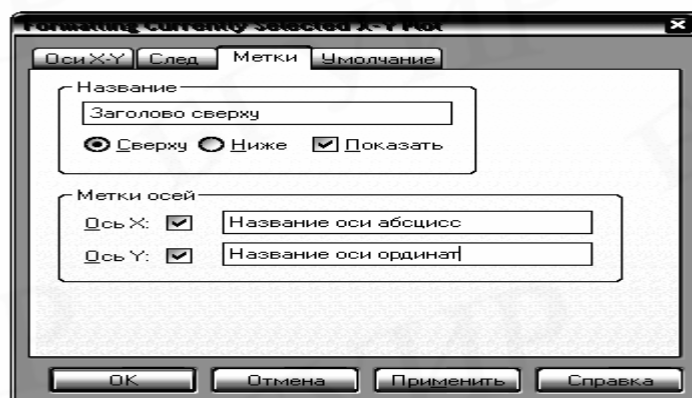 Formatting Currently Selected X-Y Plot
Оси X-Y След Метки Умолчание
Название
Заголово сверху
Сверху Ниже Показать
Метки осей
Ось X: Название оси абсцисс
Ось Y: Название оси ординат
OK Отмена Применить Справка